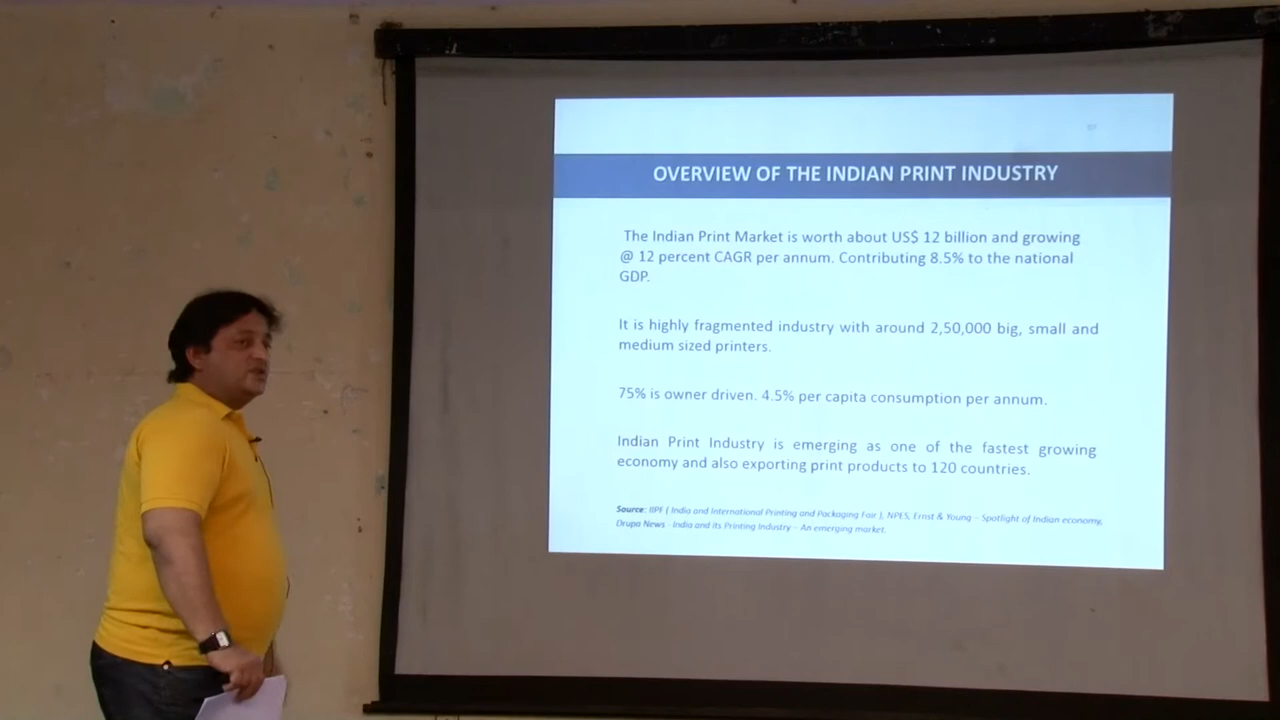 OVERVIEW OF THE INDIAN PRINT INDUSTRY
The Indian Print Market is worth about US$ 12 billion and growing
@ 12 percent CAGR per annum. Contributing 8.5% to the national
GDP.
It is highly fragmented industry with around 2,50,000 big, small and
medium sized printers.
75% is owner driven. 4.5% per capita consumption per annum.
Indian Print Industry is emerging as one of the fastest growing
economy and also exporting print products to 120 countries.
Source: IIPF ( India and International Printing and Packaging Fair ), NPES, Ernst & Young – Spotlight of Indian economy,
Drupa News - India and its Printing Industry – An emerging market.